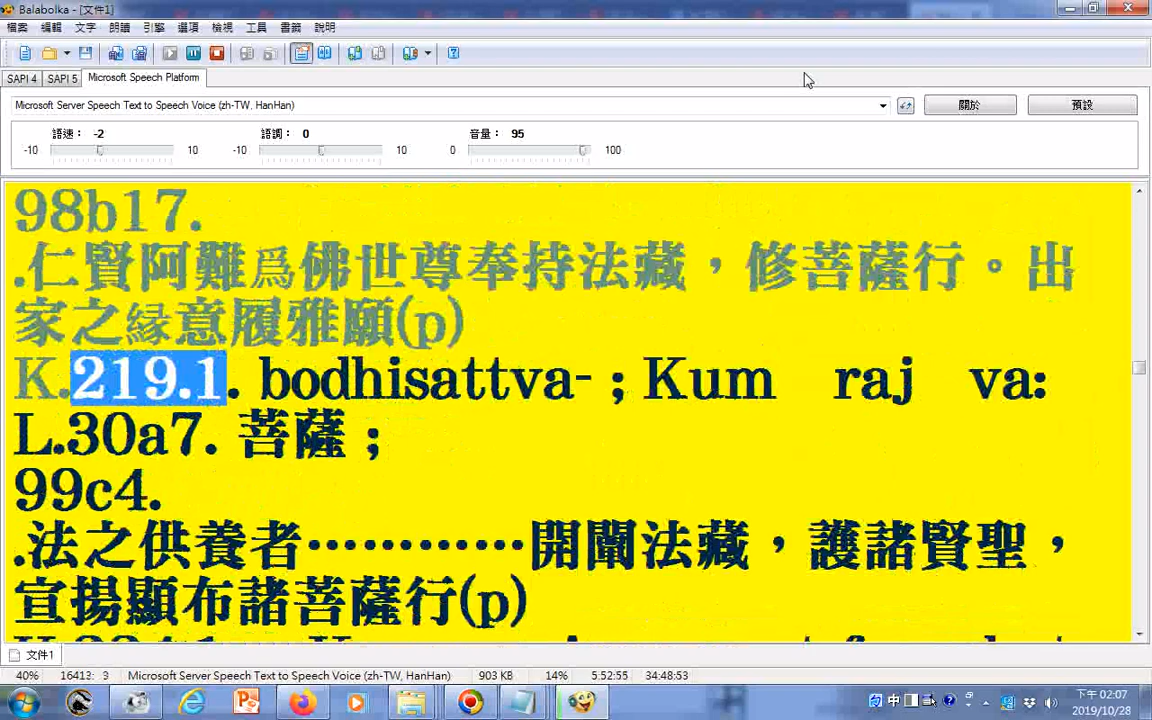 Balabolka - [文件1]
檔案 編輯 文字 朗讀 引擎 選項 檢視 工具 書籤 說明
SAPI 4 SAPI 5 Microsoft Speech Platform
Microsoft Server Speech Text to Speech Voice (zh-TW, HanHan) 關於 預設
語速： -2 語調： 0 音量： 95
-10 10 -10 10 0 100
98b17.
.仁賢阿難爲佛世尊奉持法藏，修菩薩行。出
家之縁意履雅願(p)
K.219.1. bodhisattva-；Kum raj va:
L.30a7. 菩薩；
99c4.
.法之供養者…………開闡法藏，護諸賢聖，
宣揚顯布諸菩薩行(p)
文件1
40% 16413: 3 Microsoft Server Speech Text to Speech Voice (zh-TW, HanHan) 903 KB 14% 5:52:55 34:48:53
中 下午 02:07
2019/10/28